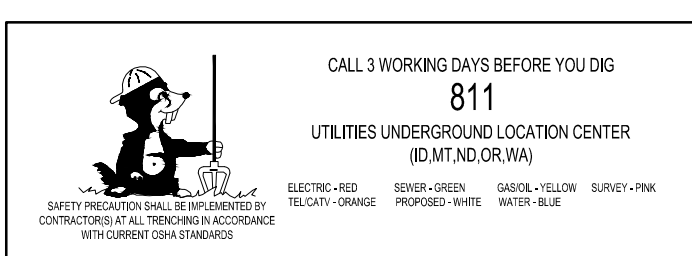 CALL 3 WORKING DAYS BEFORE YOU DIG
811
UTILITIES UNDERGROUND LOCATION CENTER
(ID,MT,ND,OR,WA)
ELECTRIC - RED SEWER - GREEN GAS/OIL - YELLOW SURVEY - PINK
TEL/CATV - ORANGE PROPOSED - WHITE WATER - BLUE
SAFETY PRECAUTION SHALL BE IMPLEMENTED BY
CONTRACTOR(S) AT ALL TRENCHING IN ACCORDANCE
WITH CURRENT OSHA STANDARDS